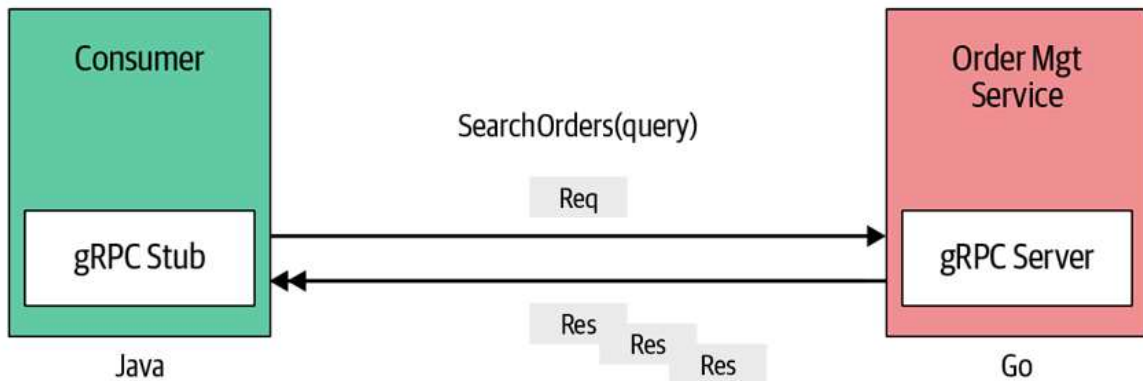 Consumer
Order Mgt
Service
SearchOrders(query)
Req
gRPC Stub
gRPC Server
Res
Res
Res
Java
Go